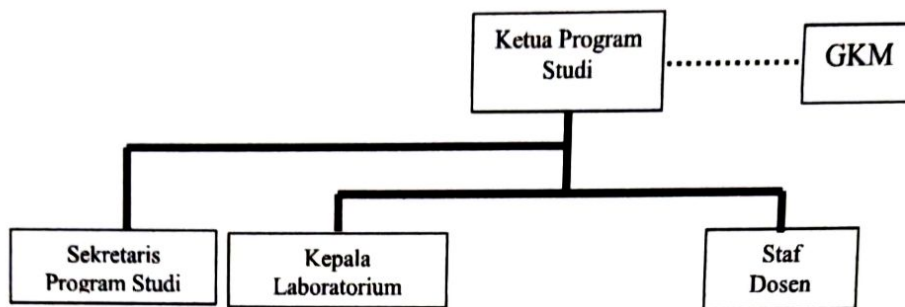 Ketua Program
Studi
GKM
Sekretaris
Program Studi
Kepala
Laboratorium
Staf
Dosen